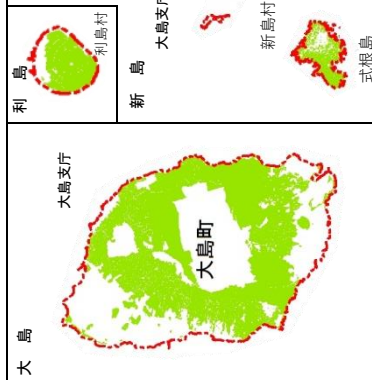 利 島
利島村
新 島
大島支庁
新島村
式根島
大 島
大島支庁
大島町